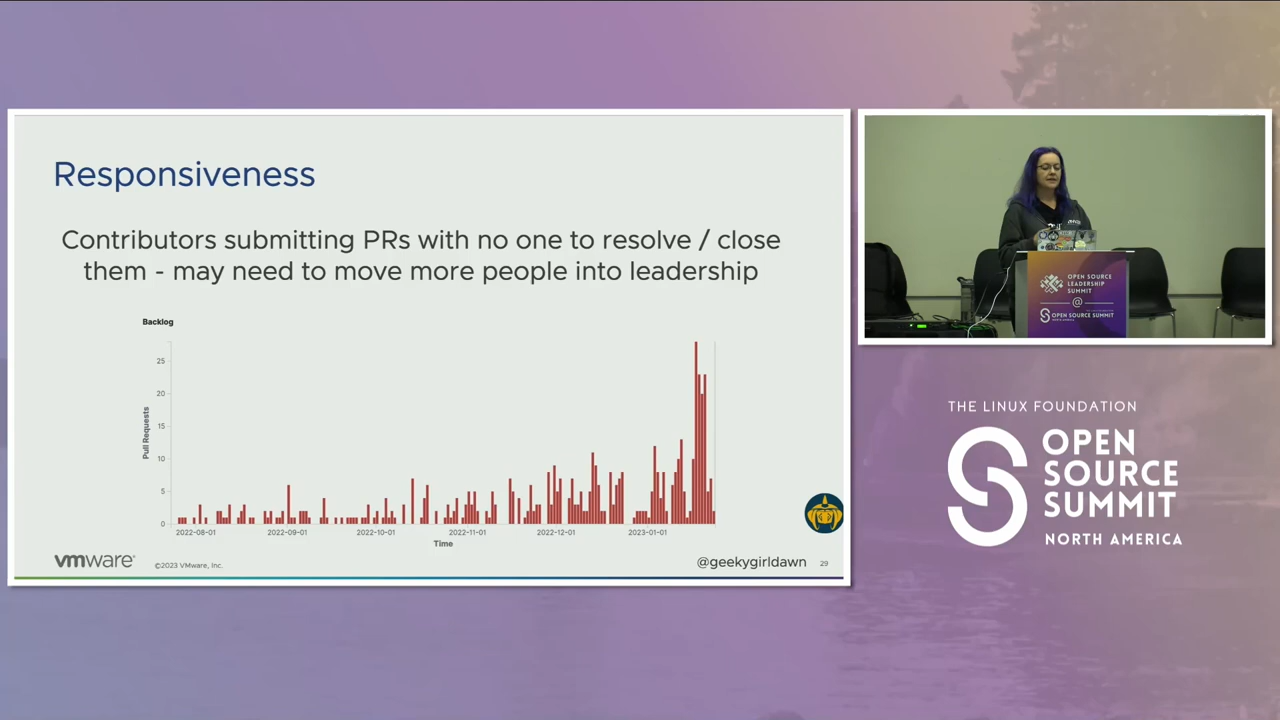 Responsiveness
Contributors submitting PRs with no one to resolve / close
them - may need to move more people into leadership
Backlog
Pull Requests
25
20
15
10
5
0
2022-08-01
2022-09-01
2022-10-01
2022-11-01
2022-12-01
2023-01-01
Time
vmware
©2023 VMware, Inc.
@geekygirldawn
29
OPEN SOURCE
LEADERSHIP
SUMMIT
@
OPEN SOURCE SUMMIT
THE LINUX FOUNDATION
OPEN
SOURCE
SUMMIT
NORTH AMERICA